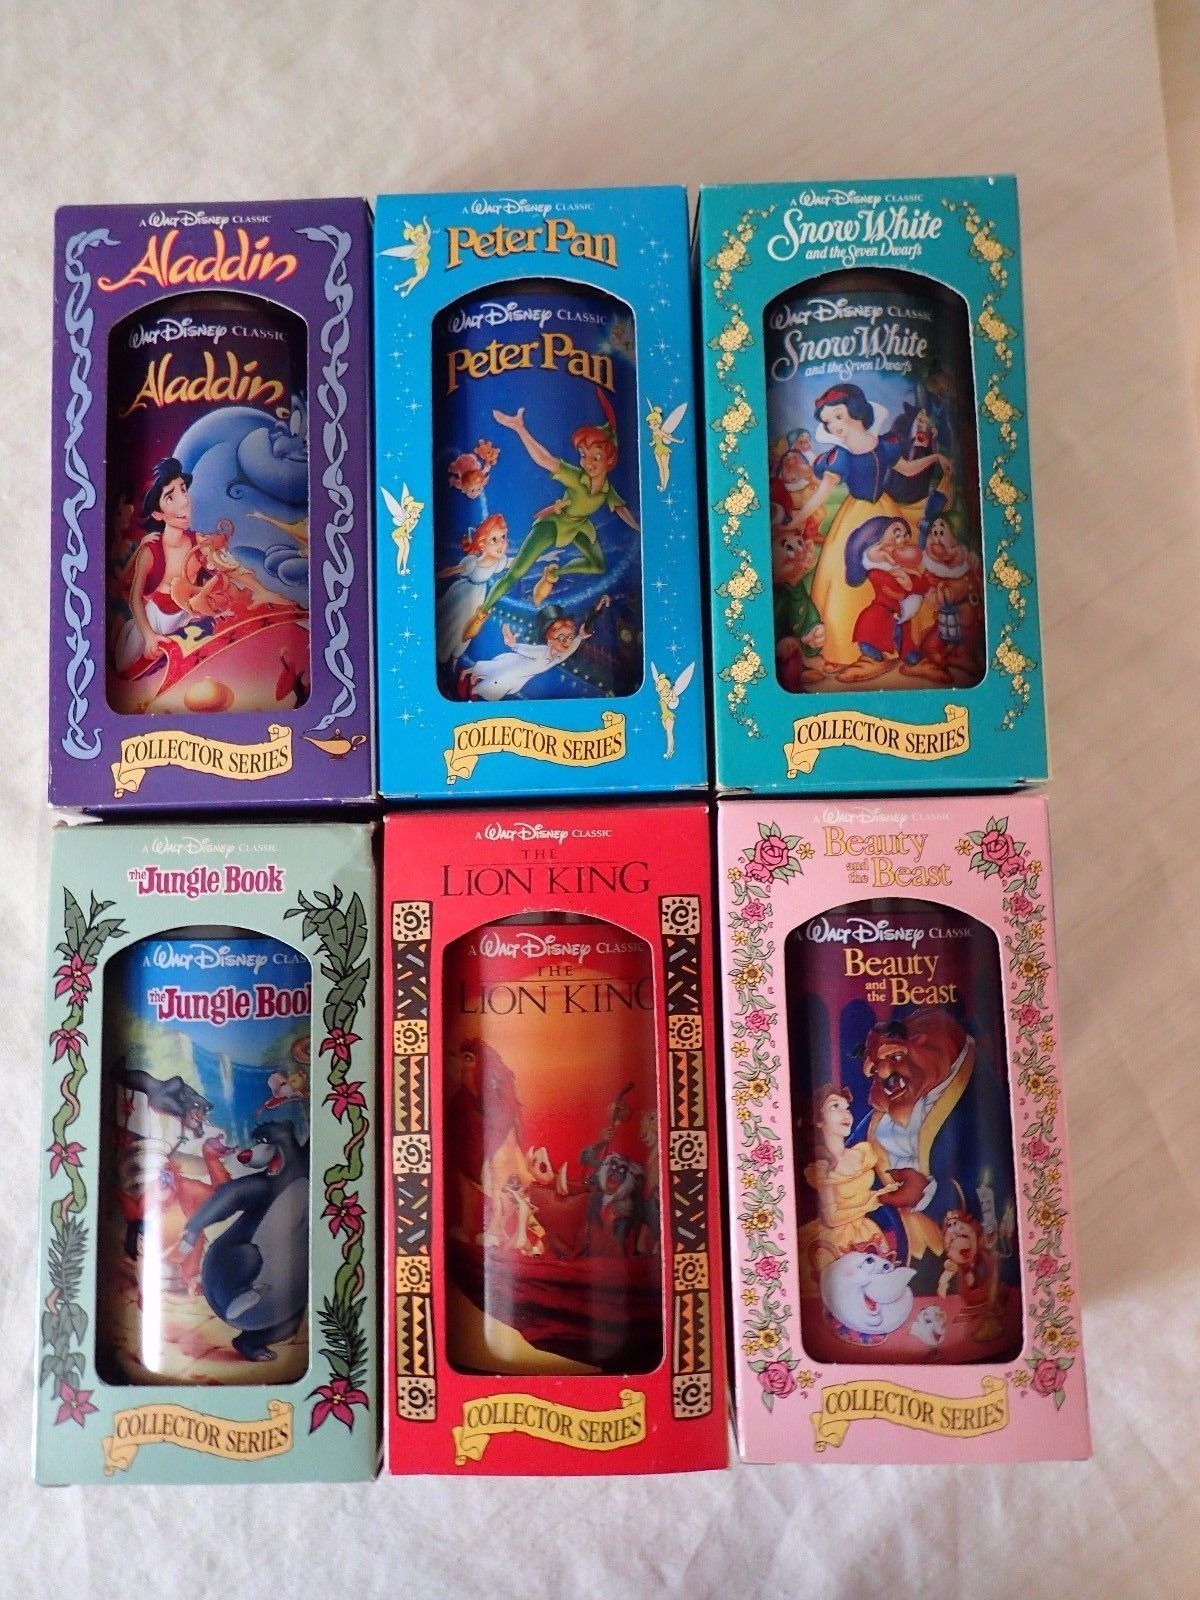 A WALT DISNEY CLASSIC
Aladdin
WALT DISNEY CLASSIC
Aladdin
COLLECTOR SERIES
A WALT DISNEY CLASSIC
Peter Pan
WALT DISNEY CLASSIC
Peter Pan
COLLECTOR SERIES
A WALT DISNEY CLASSIC
Snow White
and the Seven Dwarfs
WALT DISNEY CLASSIC
Snow White
and the Seven Dwarfs
COLLECTOR SERIES
A WALT DISNEY CLASSIC
The Jungle Book
A WALT DISNEY CLAS
The Jungle Boo
COLLECTOR SERIES
A WALT DISNEY CLASSIC
THE
LION KING
A WALT DISNEY CLASSIC
THE
LION KING
COLLECTOR SERIES
A WALT DISNEY CLASSIC
Beauty
and the Beast
A WALT DISNEY CLASSIC
Beauty
and the Beast
COLLECTOR SERIES